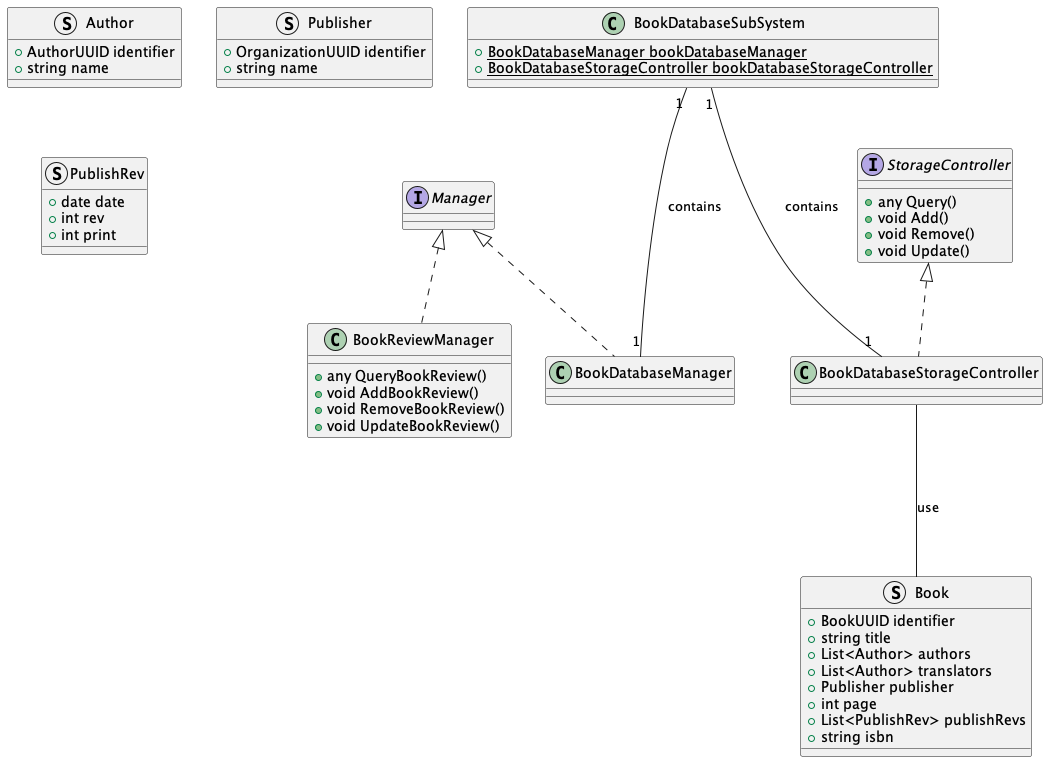 S Author
AuthorUUID identifier
string name
S Publisher
OrganizationUUID identifier
string name
C BookDatabaseSubSystem
BookDatabaseManager bookDatabaseManager
BookDatabaseStorageController bookDatabaseStorageController
1
1
S PublishRev
date date
int rev
int print
I Manager
contains
contains
I StorageController
any Query()
void Add()
void Remove()
void Update()
C BookReviewManager
any QueryBookReview()
void AddBookReview()
void RemoveBookReview()
void UpdateBookReview()
1
C BookDatabaseManager
1
C BookDatabaseStorageController
use
S Book
BookUUID identifier
string title
List<Author> authors
List<Author> translators
Publisher publisher
int page
List<PublishRev> publishRevs
string isbn